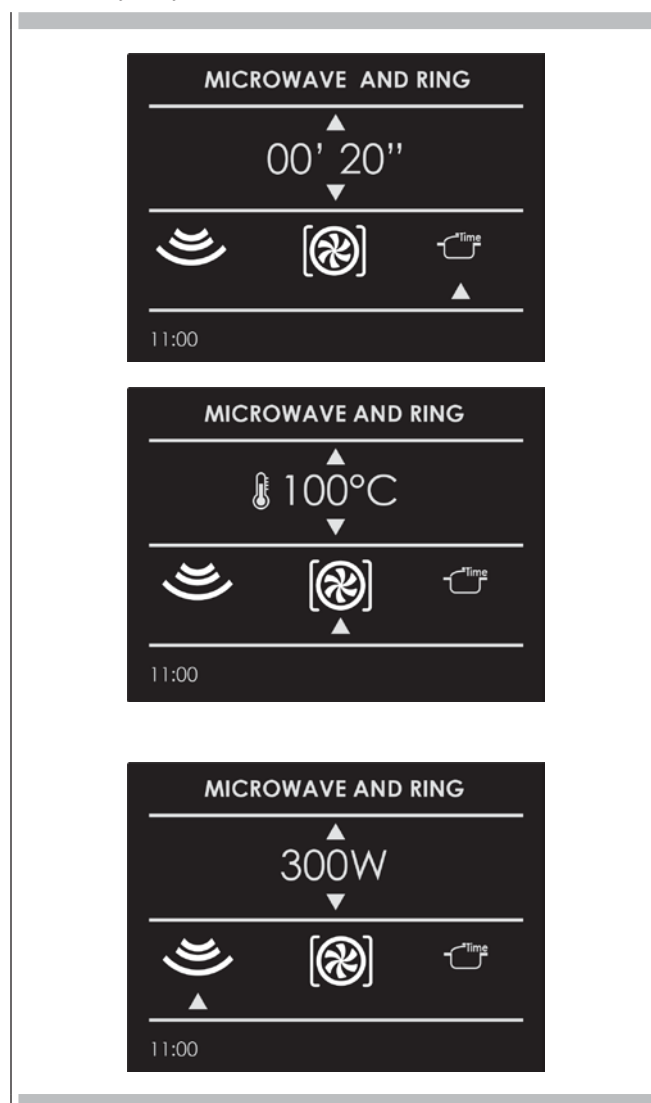 MICROWAVE AND RING
00’ 20”
Time
11:00
MICROWAVE AND RING
100°C
Time
11:00
MICROWAVE AND RING
300W
Time
11:00